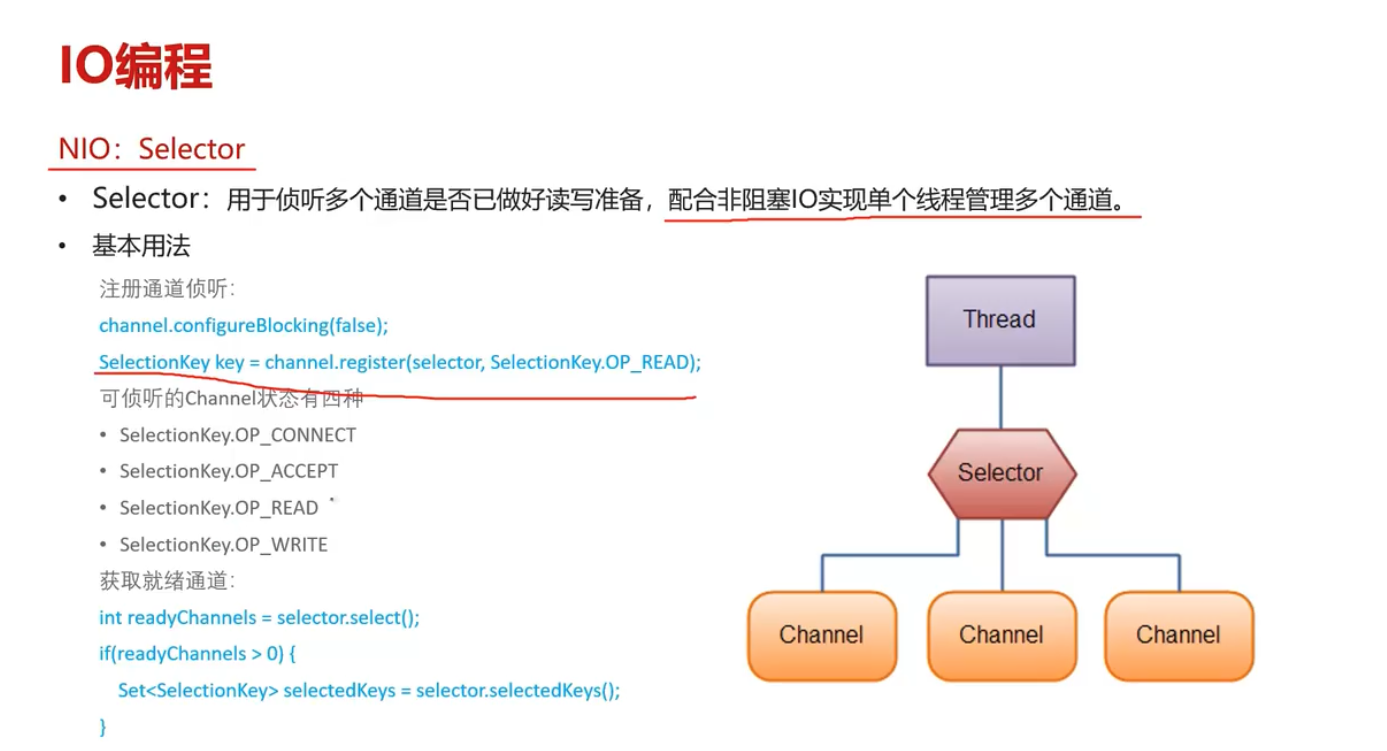 IO编程
NIO：Selector
• Selector：用于侦听多个通道是否已做好读写准备，配合非阻塞IO实现单个线程管理多个通道。
• 基本用法
注册通道侦听：
channel.configureBlocking(false);
SelectionKey key = channel.register(selector, SelectionKey.OP_READ);
可侦听的Channel状态有四种
• SelectionKey.OP_CONNECT
• SelectionKey.OP_ACCEPT
• SelectionKey.OP_READ
• SelectionKey.OP_WRITE
获取就绪通道：
int readyChannels = selector.select();
if(readyChannels > 0) {
Set<SelectionKey> selectedKeys = selector.selectedKeys();
}
Thread
Selector
Channel
Channel
Channel